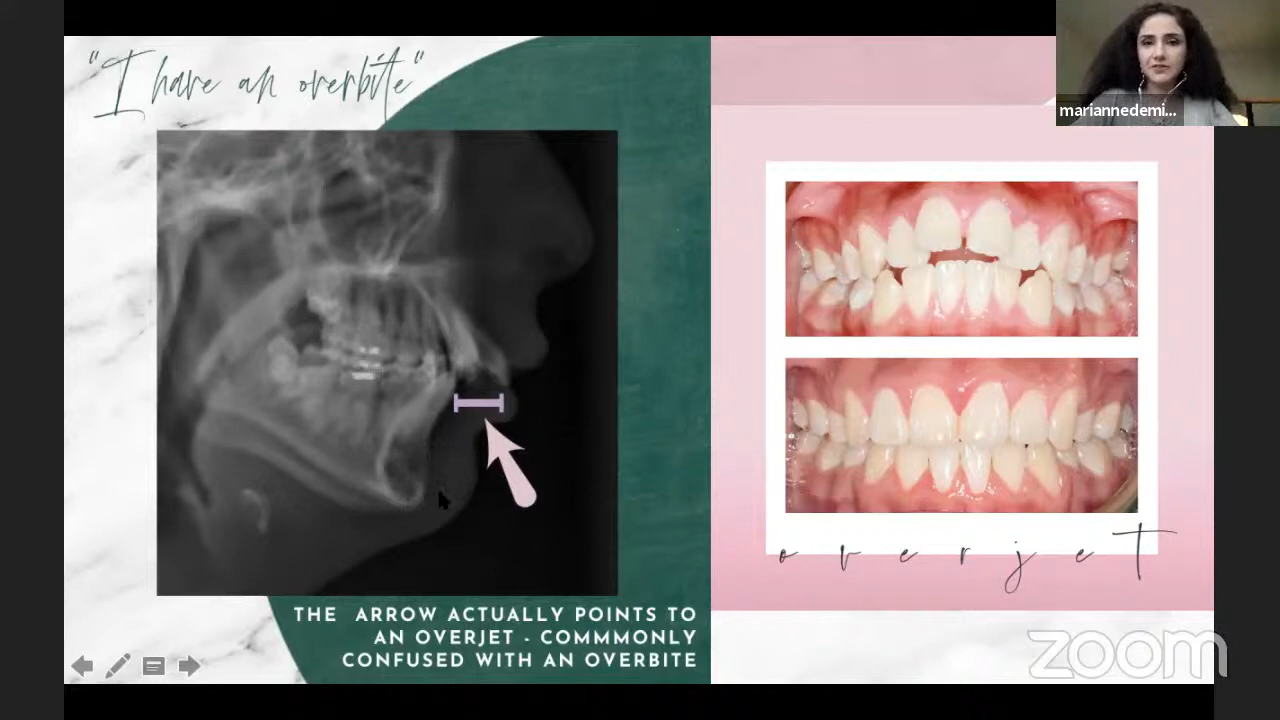 "I have an overbite"
mariannedemi...
THE ARROW ACTUALLY POINTS TO
AN OVERJET - COMMMONLY
CONFUSED WITH AN OVERBITE
overjet
zoom